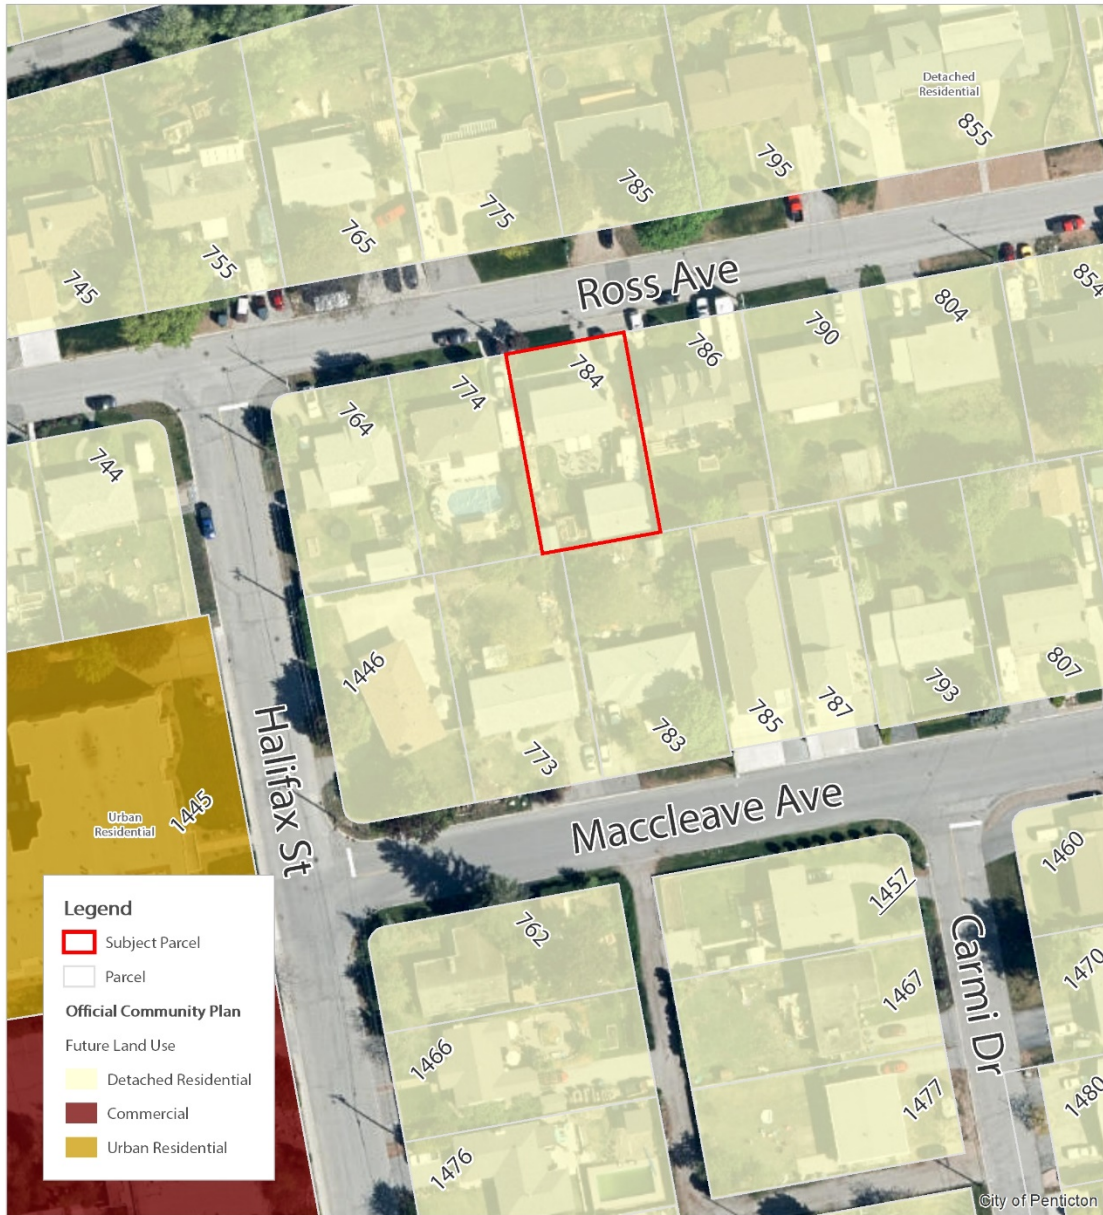 Detached
Residential
855
795
785
775
765
755
745
Ross Ave
854
804
790
786
784
774
764
744
1446
773
783
785
787
793
807
Halifax St
Maccleave Ave
Urban
Residential
1445
762
1457
1460
1466
1467
1470
Carmi Dr
1476
1477
1480
Legend
Subject Parcel
Parcel
Official Community Plan
Future Land Use
Detached Residential
Commercial
Urban Residential
City of Penticton